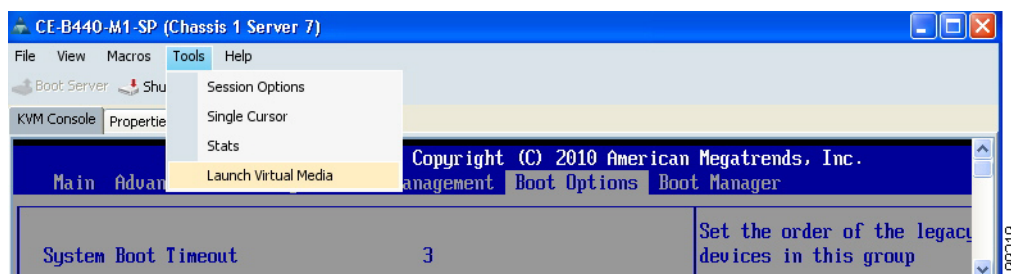 CE-B440-M1-SP (Chassis 1 Server 7)
File View Macros Tools Help
Boot Server Shu
Session Options
KVM Console Propertie
Single Cursor
Stats
Launch Virtual Media
Copyright (C) 2010 American Megatrends, Inc.
Main Advan anagement Boot Options Boot Manager
System Boot Timeout 3
Set the order of the legacy
devices in this group